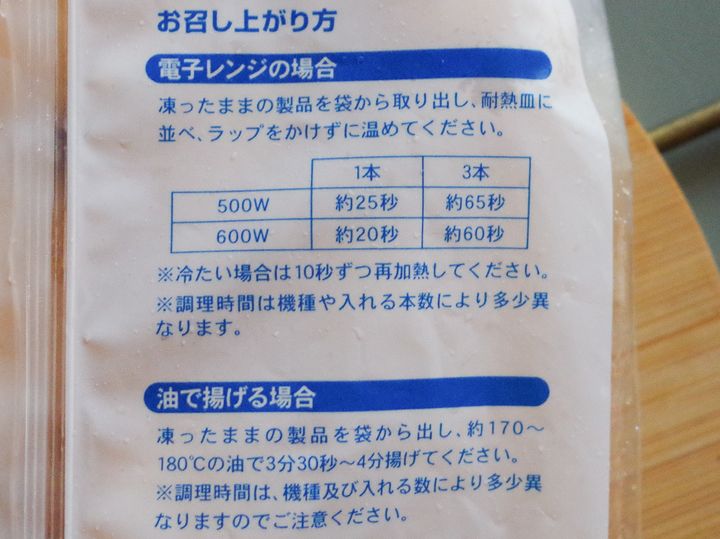 お召し上がり方
電子レンジの場合
凍ったままの製品を袋から取り出し、耐熱皿に
並べ、ラップをかけずに温めてください。
1本 3本
500W 約25秒 約65秒
600W 約20秒 約60秒
※冷たい場合は10秒ずつ再加熱してください。
※調理時間は機種や入れる本数により多少異
なります。
油で揚げる場合
凍ったままの製品を袋から出し、約170〜
180℃の油で3分30秒〜4分揚げてください。
※調理時間は、機種及び入れる数により多少異
なりますのでご注意ください。